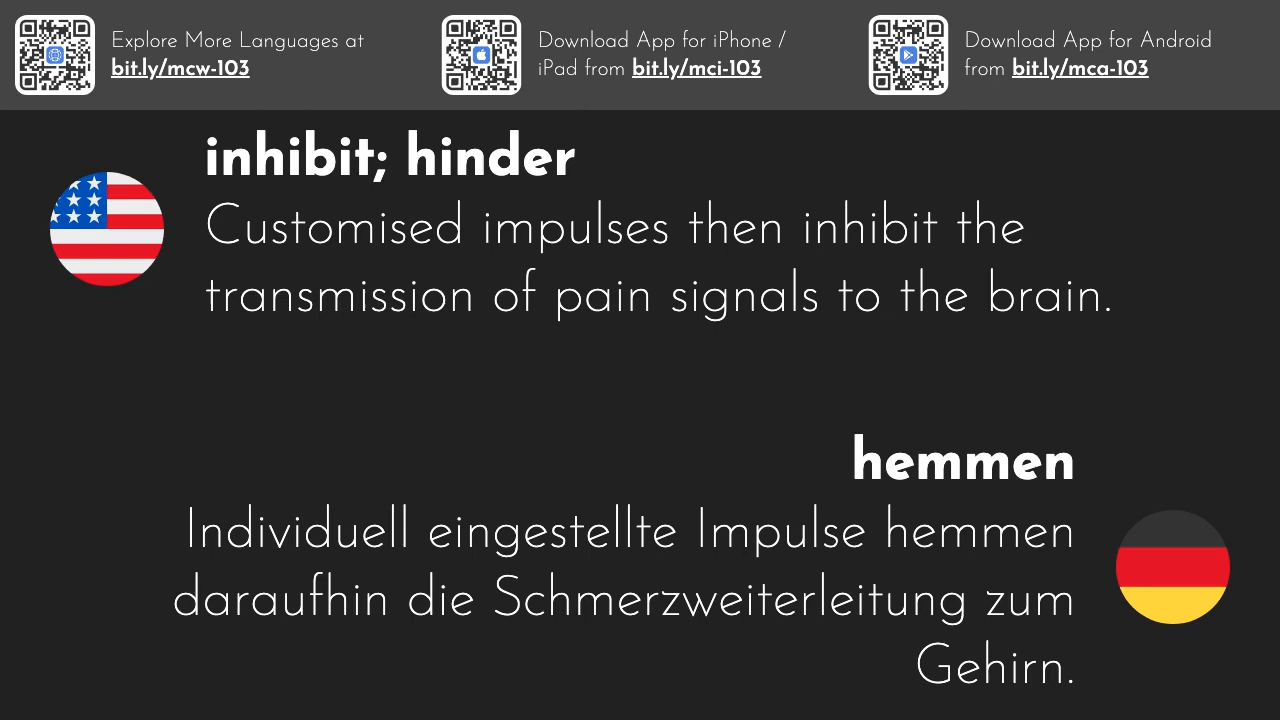 Explore More Languages at
bit.ly/mcw-103
Download App for iPhone /
iPad from bit.ly/mci-103
Download App for Android
from bit.ly/mca-103
inhibit; hinder
Customised impulses then inhibit the
transmission of pain signals to the brain.
hemmen
Individuell eingestellte Impulse hemmen
daraufhin die Schmerzweiterleitung zum
Gehirn.